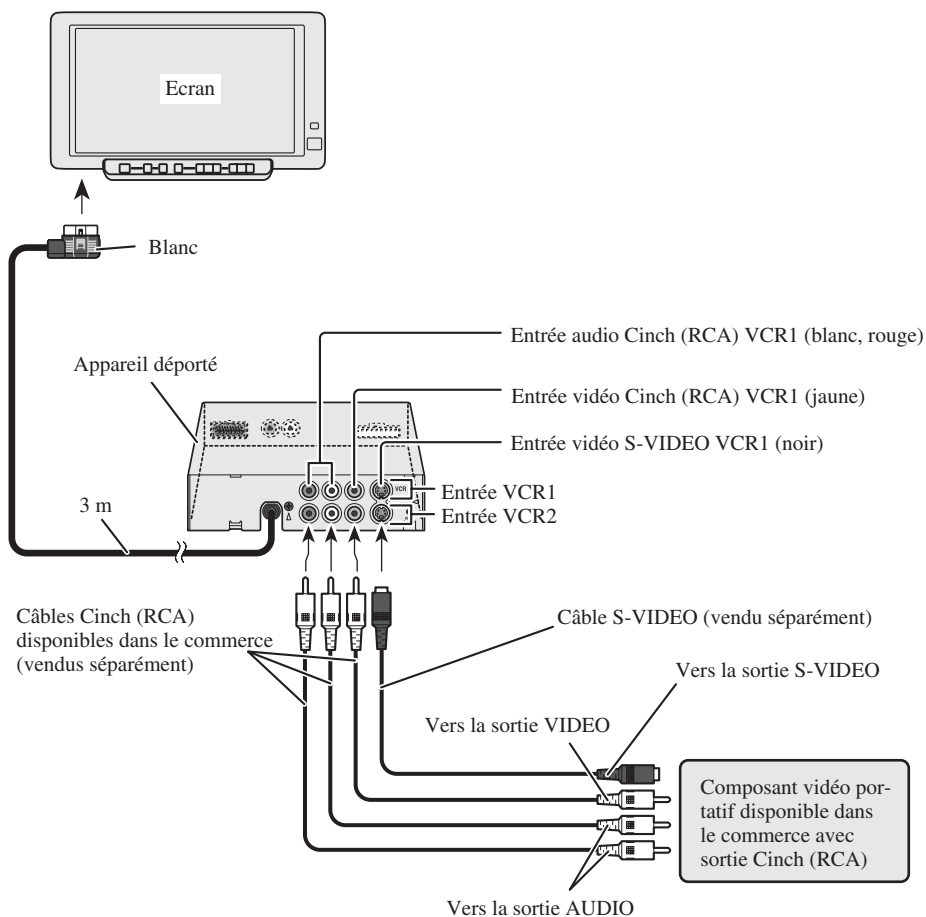 Ecran
Blanc
Entrée audio Cinch (RCA) VCR1 (blanc, rouge)
Appareil déporté
Entrée vidéo Cinch (RCA) VCR1 (jaune)
Entrée vidéo S-VIDEO VCR1 (noir)
VCR
Entrée VCR1
3 m
Entrée VCR2
Câbles Cinch (RCA)
disponibles dans le commerce
(vendus séparément)
Câble S-VIDEO (vendu séparément)
Vers la sortie S-VIDEO
Vers la sortie VIDEO
Composant vidéo por-
tatif disponible dans
le commerce avec
sortie Cinch (RCA)
Vers la sortie AUDIO